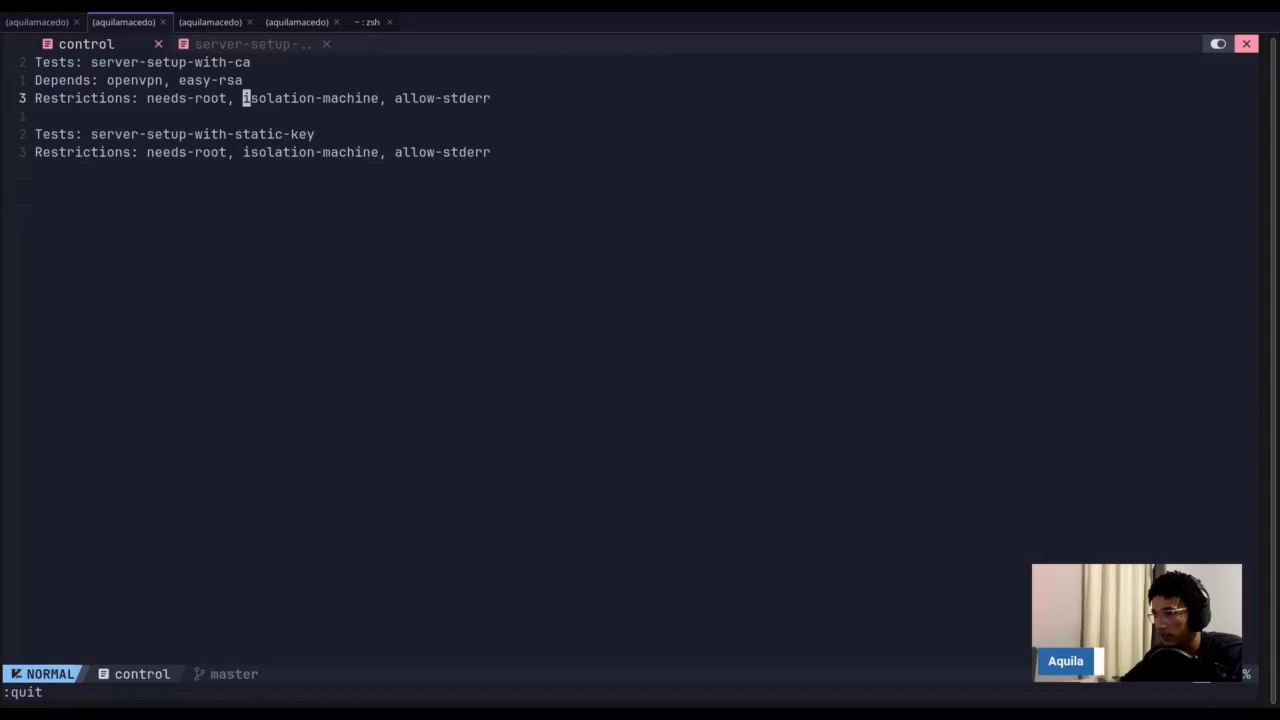 (aquilamacedo) × (aquilamacedo) × (aquilamacedo) × (aquilamacedo) × ~ : zsh ×
control × server-setup-.. ×
2 Tests: server-setup-with-ca
1 Depends: openvpn, easy-rsa
3 Restrictions: needs-root, isolation-machine, allow-stderr
1
2 Tests: server-setup-with-static-key
3 Restrictions: needs-root, isolation-machine, allow-stderr
Aquila
NORMAL control master %
:quit